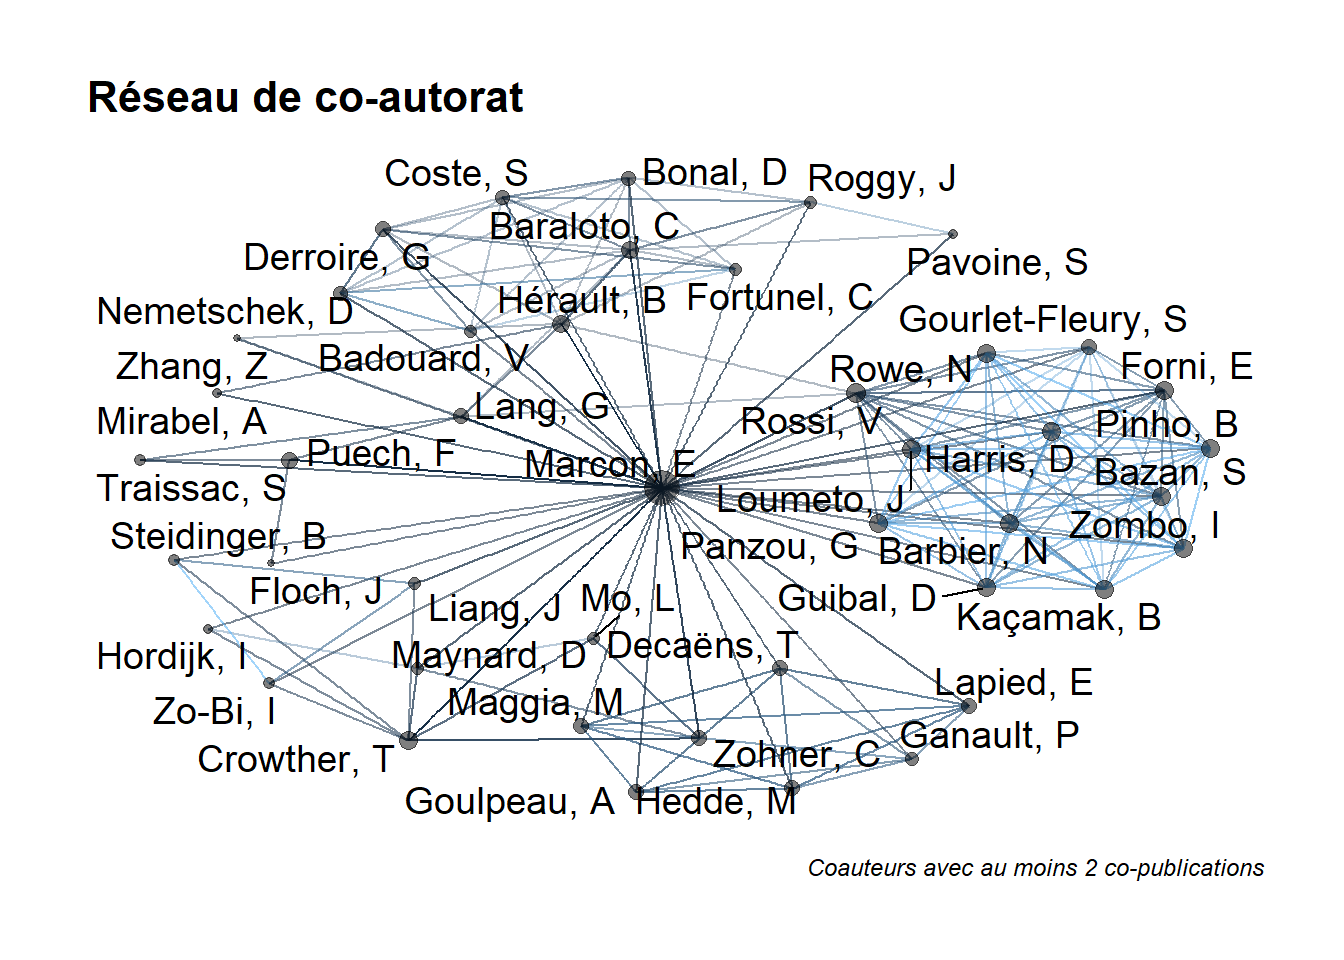 Réseau de co-autorat
Coste, S
Bonal, D
Roggy, J
Baraloto, C
Derroire, G
Pavoine, S
Nemetschek, D
Hérault, B
Fortunel, C
Gourlet-Fleury, S
Zhang, Z
Badouard, V
Rowe, N
Forni, E
Mirabel, A
Lang, G
Rossi, V
Pinho, B
Puech, F
Marcon, E
Harris, D
Bazan, S
Traissac, S
Loumeto, J
Steidinger, B
Panzou, G
Barbier, N
Zombo, I
Floch, J
Liang, J
Mo, L
Guibal, D
Kaçamak, B
Hordijk, I
Maynard, D
Decaëns, T
Lapied, E
Zo-Bi, I
Maggia, M
Ganault, P
Crowther, T
Zohner, C
Goulpeau, A
Hedde, M
Coauteurs avec au moins 2 co-publications